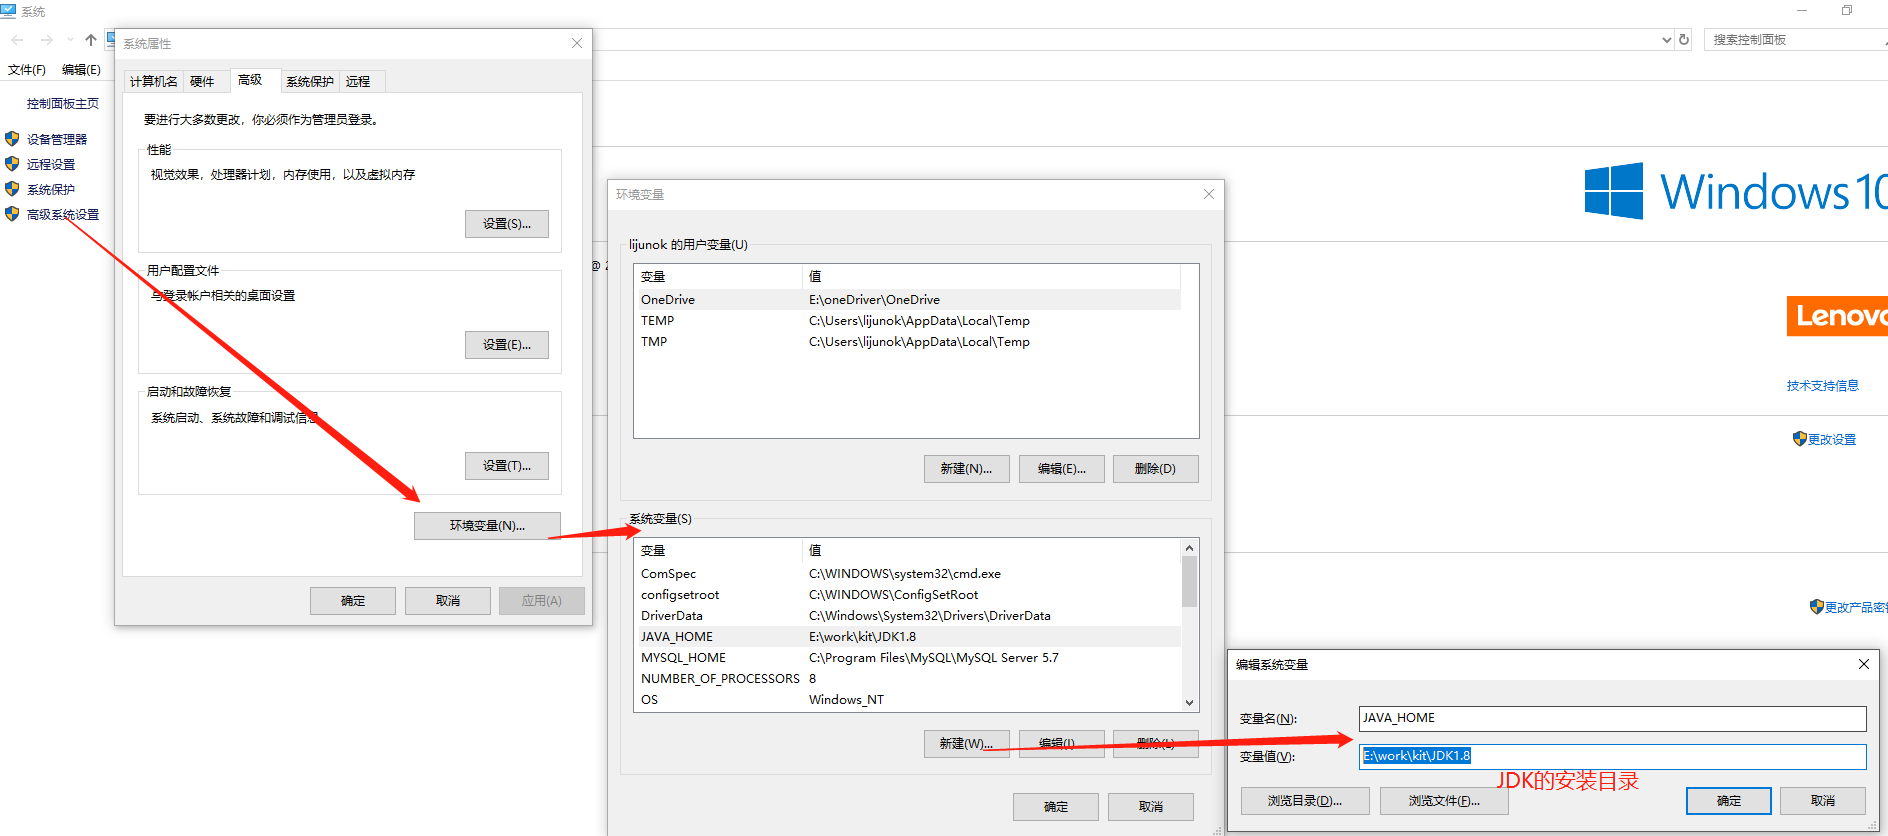 系统
搜索控制面板
文件(F) 编辑(E)
控制面板主页
设备管理器
远程设置
系统保护
高级系统设置
系统属性
计算机名 硬件 高级 系统保护 远程
要进行大多数更改，你必须作为管理员登录。
性能
视觉效果，处理器计划，内存使用，以及虚拟内存
设置(S)...
用户配置文件
与登录帐户相关的桌面设置
设置(E)...
启动和故障恢复
系统启动、系统故障和调试信息
设置(T)...
环境变量(N)...
确定 取消 应用(A)
@ 2
环境变量
lijunok 的用户变量(U)
变量 值
OneDrive E:\oneDriver\OneDrive
TEMP C:\Users\lijunok\AppData\Local\Temp
TMP C:\Users\lijunok\AppData\Local\Temp
新建(N)... 编辑(E)... 删除(D)
系统变量(S)
变量 值
ComSpec C:\WINDOWS\system32\cmd.exe
configsetroot C:\WINDOWS\ConfigSetRoot
DriverData C:\Windows\System32\Drivers\DriverData
JAVA_HOME E:\work\kit\JDK1.8
MYSQL_HOME C:\Program Files\MySQL\MySQL Server 5.7
NUMBER_OF_PROCESSORS 8
OS Windows_NT
新建(W)... 编辑(I)... 删除(L)
确定 取消
Windows 10
Lenovo
技术支持信息
更改设置
更改产品密钥
编辑系统变量
变量名(N): JAVA_HOME
变量值(V): E:\work\kit\JDK1.8
JDK的安装目录
浏览目录(D)... 浏览文件(F)... 确定 取消